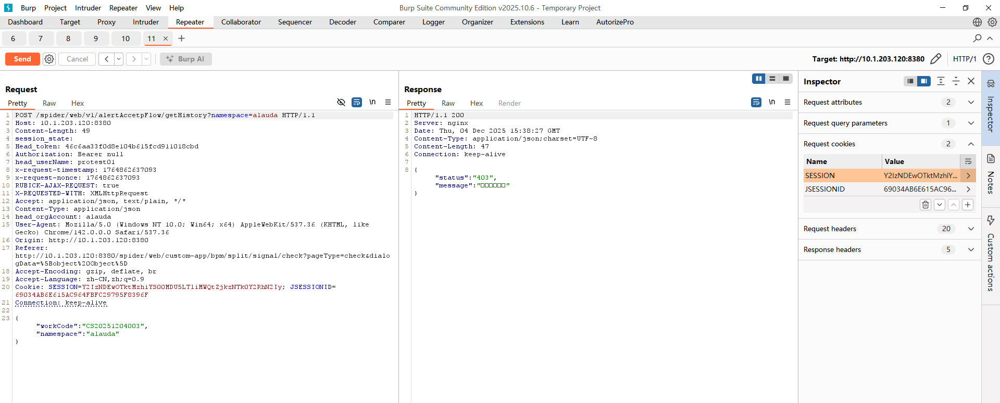 Burp Project Intruder Repeater View Help
Burp Suite Community Edition v2025.10.6 - Temporary Project
Dashboard Target Proxy Intruder Repeater Collaborator Sequencer Decoder Comparer Logger Organizer Extensions Learn AutorizePro
6 7 8 9 10 11 × +
Send Cancel < > Burp AI
Target: http://10.1.203.120:8380 HTTP/1
Request
Pretty Raw Hex \n
1 POST /spider/web/v1/alertAccetpFlow/getHistory?namespace=alauda HTTP/1.1
2 Host: 10.1.203.120:8380
3 Content-Length: 49
4 session_state:
5 Head_token: 46c6aa33f0d8e104b615fcd911018cbd
6 Authorization: Bearer null
7 head_userName: protest01
8 x-request-timestamp: 1764862637093
9 x-request-nonce: 1764862637093
10 RUBICK-AJAX-REQUEST: true
11 X-REQUESTED-WITH: XMLHttpRequest
12 Accept: application/json, text/plain, */*
13 Content-Type: application/json
14 head_orgAccount: alauda
15 User-Agent: Mozilla/5.0 (Windows NT 10.0; Win64; x64) AppleWebKit/537.36 (KHTML, like
Gecko) Chrome/142.0.0.0 Safari/537.36
16 Origin: http://10.1.203.120:8380
17 Referer:
http://10.1.203.120:8380/spider/web/custom-app/bpm/split/signal/check?pageType=check&dialo
gData=%5Bobject%20Object%5D
18 Accept-Encoding: gzip, deflate, br
19 Accept-Language: zh-CN,zh;q=0.9
20 Cookie: SESSION=Y2IzNDEwOTktMzhiYS00MDU5LTliMWQtZjkzNTk0Y2RhN2Iy; JSESSIONID=
69034AB6E615AC964FBFC29795F8396F
21 Connection: keep-alive
22
23 {
"workCode":"CS20251204003",
"namespace":"alauda"
}
Response
Pretty Raw Hex Render \n
1 HTTP/1.1 200
2 Server: nginx
3 Date: Thu, 04 Dec 2025 15:38:27 GMT
4 Content-Type: application/json;charset=UTF-8
5 Content-Length: 47
6 Connection: keep-alive
7
8 {
"status":"403",
"message":"□□□□□□"
}
Inspector
Request attributes 2
Request query parameters 1
Request cookies 2
Name Value
SESSION Y2IzNDEwOTktMzhiY...
JSESSIONID 69034AB6E615AC96...
Request headers 20
Response headers 5
Inspector
Notes
Custom actions